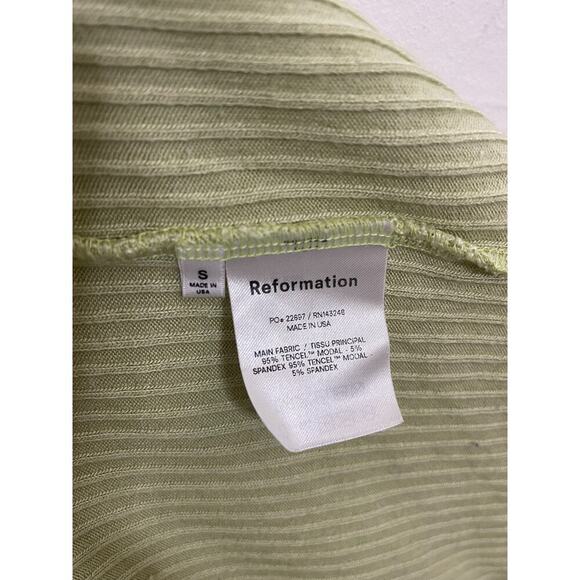 S
MADE IN
USA
Reformation
PO# 22697 / RN143248
MADE IN USA
MAIN FABRIC / TISSU PRINCIPAL
95% TENCEL™ MODAL - 5%
SPANDEX 95% TENCEL™ MODAL -
5% SPANDEX